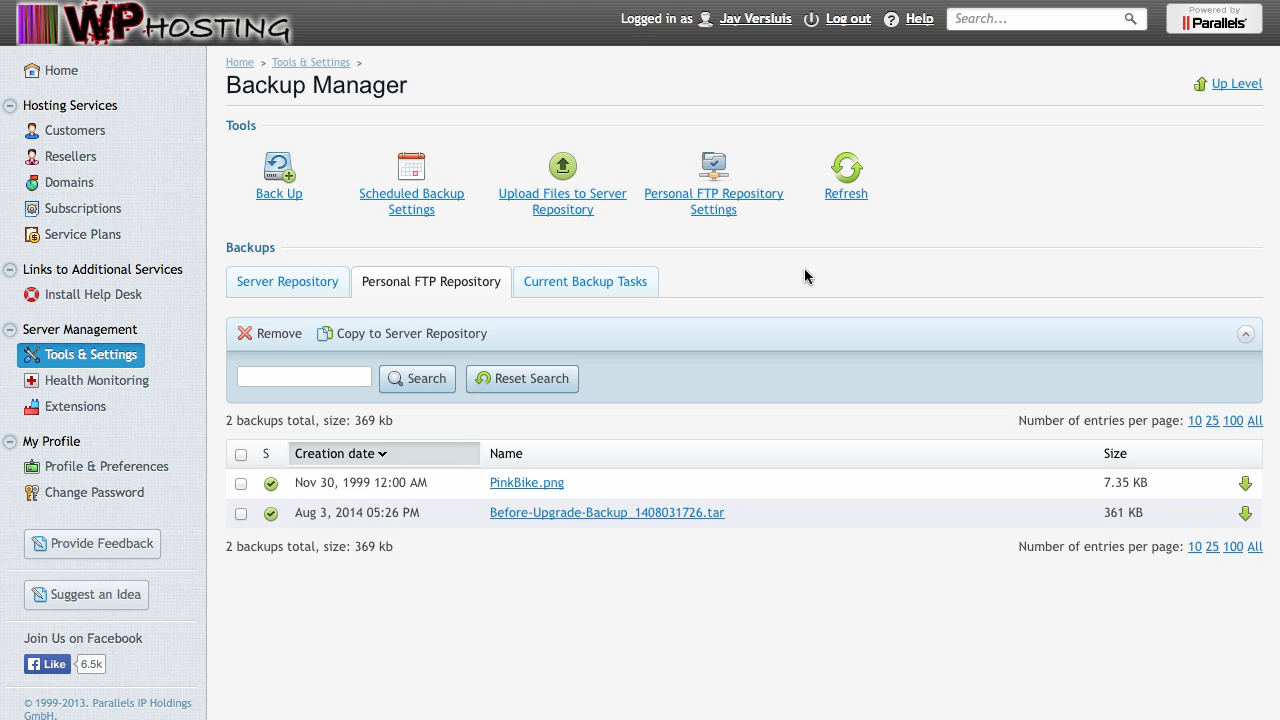 WPHOSTING
Logged in as Jav Versluis Log out Help Search...
Powered by
Parallels
Home
Hosting Services
Customers
Resellers
Domains
Subscriptions
Service Plans
Links to Additional Services
Install Help Desk
Server Management
Tools & Settings
Health Monitoring
Extensions
My Profile
Profile & Preferences
Change Password
Provide Feedback
Suggest an Idea
Join Us on Facebook
Like 6.5k
© 1999-2013. Parallels IP Holdings
GmbH.
Home > Tools & Settings >
Backup Manager
Up Level
Tools
Back Up
Scheduled Backup
Settings
Upload Files to Server
Repository
Personal FTP Repository
Settings
Refresh
Backups
Server Repository Personal FTP Repository Current Backup Tasks
Remove Copy to Server Repository
Search Reset Search
2 backups total, size: 369 kb Number of entries per page: 10 25 100 All
S Creation date Name Size
Nov 30, 1999 12:00 AM PinkBike.png 7.35 KB
Aug 3, 2014 05:26 PM Before-Upgrade-Backup_1408031726.tar 361 KB
2 backups total, size: 369 kb Number of entries per page: 10 25 100 All